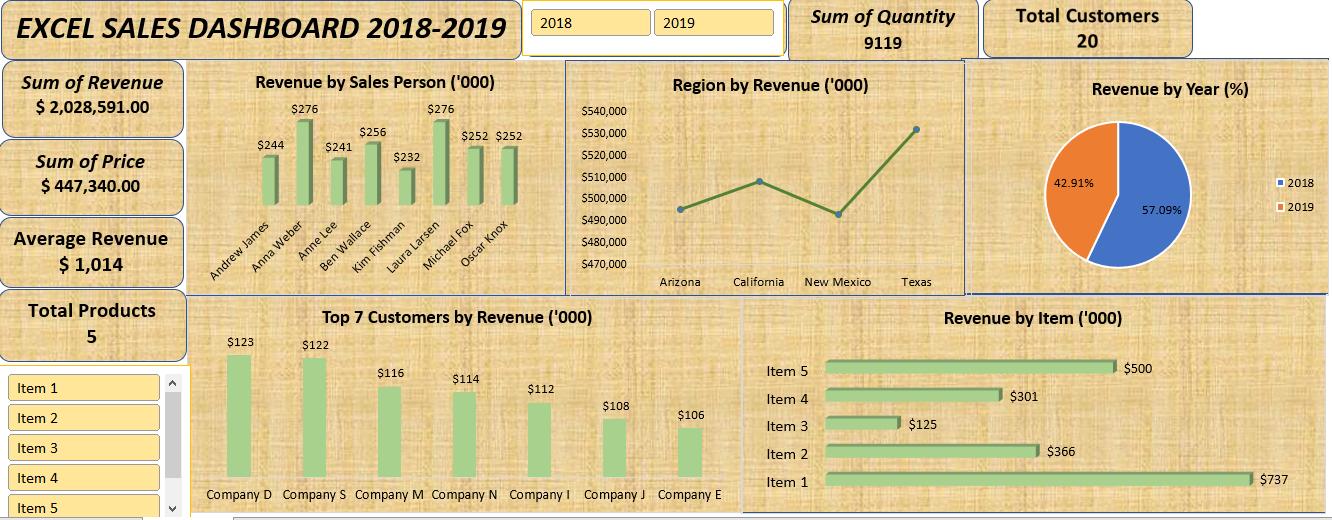 EXCEL SALES DASHBOARD 2018-2019
2018
2019
Sum of Quantity
9119
Total Customers
20
Sum of Revenue
$ 2,028,591.00
Sum of Price
$ 447,340.00
Average Revenue
$ 1,014
Total Products
5
Item 1
Item 2
Item 3
Item 4
Item 5
Revenue by Sales Person ('000)
$244
$276
$241
$256
$232
$276
$252
$252
Andrew James
Anna Weber
Anne Lee
Ben Wallace
Kim Fishman
Laura Larsen
Michael Fox
Oscar Knox
Region by Revenue ('000)
$540,000
$530,000
$520,000
$510,000
$500,000
$490,000
$480,000
$470,000
Arizona California New Mexico Texas
Revenue by Year (%)
42.91%
57.09%
2018
2019
Top 7 Customers by Revenue ('000)
$123
$122
$116
$114
$112
$108
$106
Company D Company S Company M Company N Company I Company J Company E
Revenue by Item ('000)
Item 5 $500
Item 4 $301
Item 3 $125
Item 2 $366
Item 1 $737